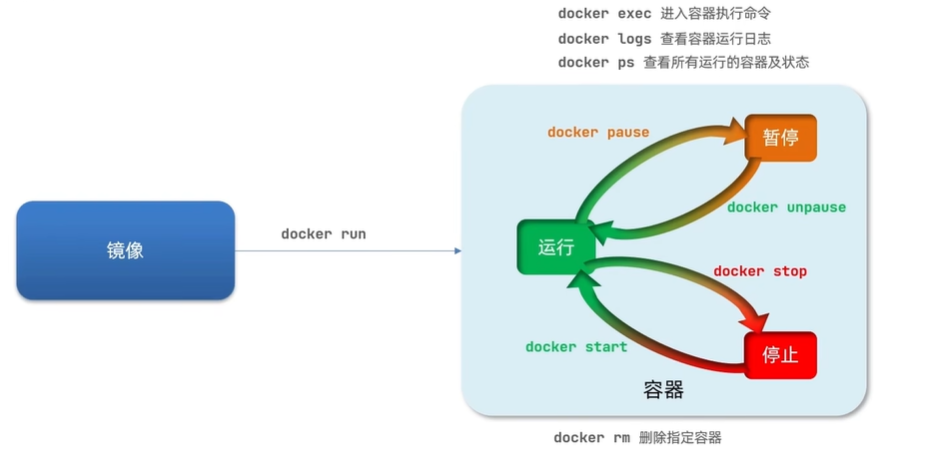 docker exec 进入容器执行命令
docker logs 查看容器运行日志
docker ps 查看所有运行的容器及状态
docker pause
暂停
docker unpause
镜像
docker run
运行
docker stop
docker start
停止
容器
docker rm 删除指定容器